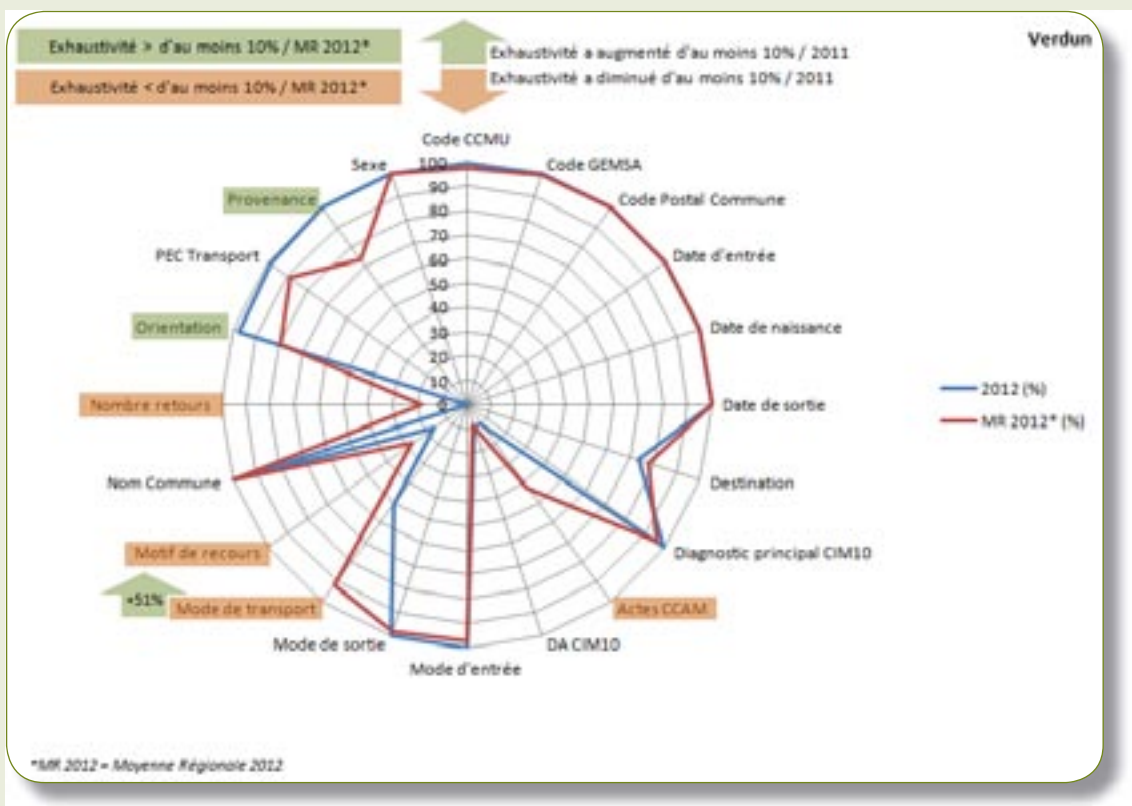 Verdun
Exhaustivité > d'au moins 10% / MR 2012*
Exhaustivité < d'au moins 10% / MR 2012*
Exhaustivité a augmenté d'au moins 10% / 2011
Exhaustivité a diminué d'au moins 10% / 2011
Code CCMU
Code GEMSA
Code Postal Commune
Date d'entrée
Date de naissance
Date de sortie
Destination
Diagnostic principal CIM10
Actes CCAM
DA CIM10
Mode d'entrée
Mode de sortie
Mode de transport
+51%
Motif de recours
Nom Commune
Nombre retours
Orientation
PEC Transport
Provenance
Sexe
100
90
80
70
60
50
40
30
20
10
0
2012 (%)
MR 2012* (%)
*MR 2012 = Moyenne Régionale 2012